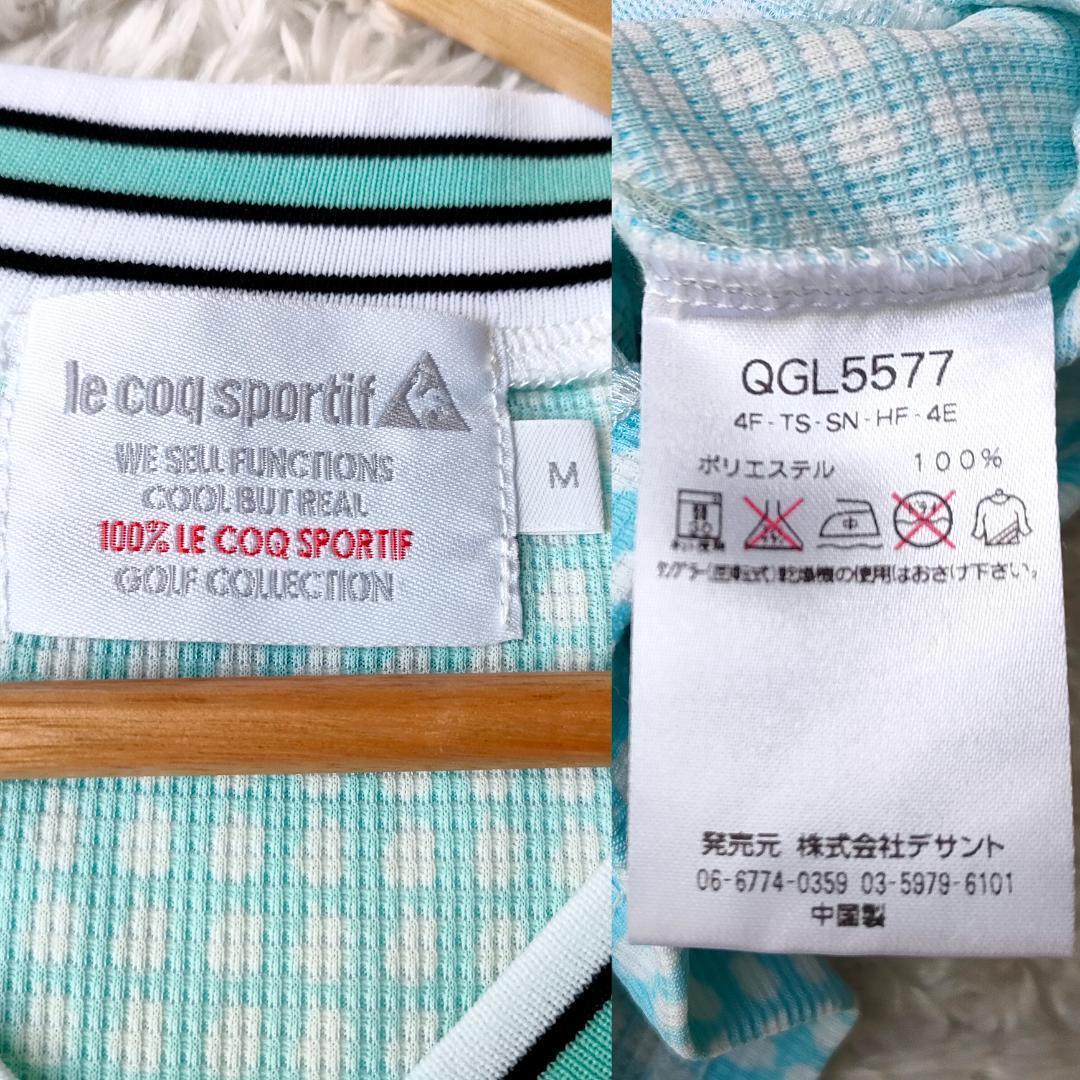 le coq sportif
WE SELL FUNCTIONS
COOL BUT REAL
100% LE COQ SPORTIF
GOLF COLLECTION
M
QGL5577
4F-TS-SN-HF-4E
ポリエステル 100%
30
中
タンブラー(回転式)乾燥機の使用はおさけ下さい。
発売元 株式会社デサント
06-6774-0359 03-5979-6101
中国製